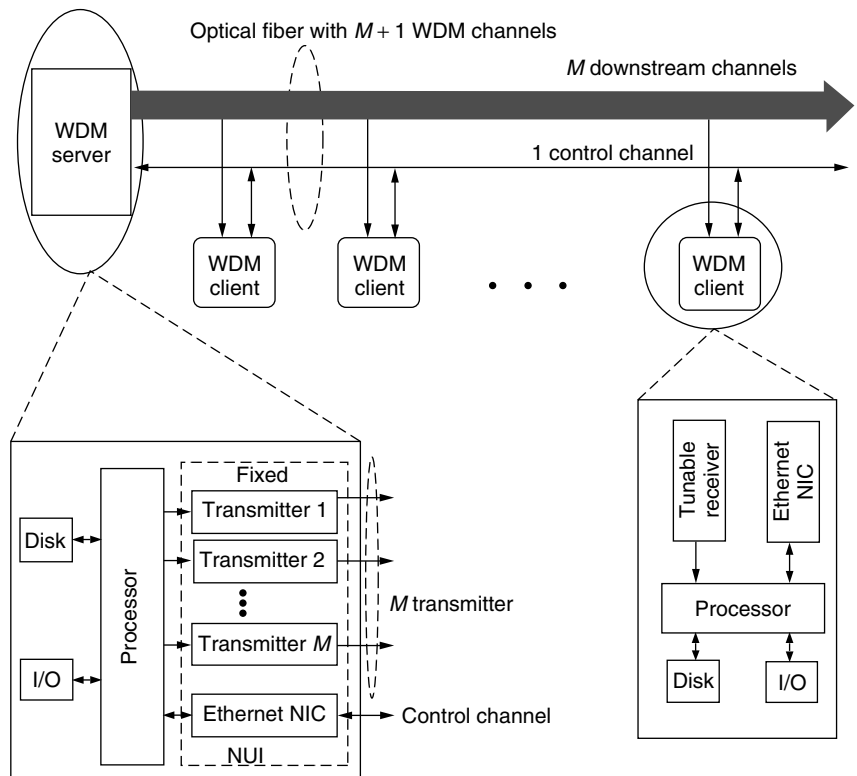 Optical fiber with M + 1 WDM channels
M downstream channels
WDM
server
1 control channel
WDM
client
WDM
client
WDM
client
Fixed
Transmitter 1
Transmitter 2
Transmitter M
Ethernet NIC
NUI
Disk
I/O
Processor
M transmitter
Control channel
Tunable
receiver
Ethernet
NIC
Processor
Disk
I/O